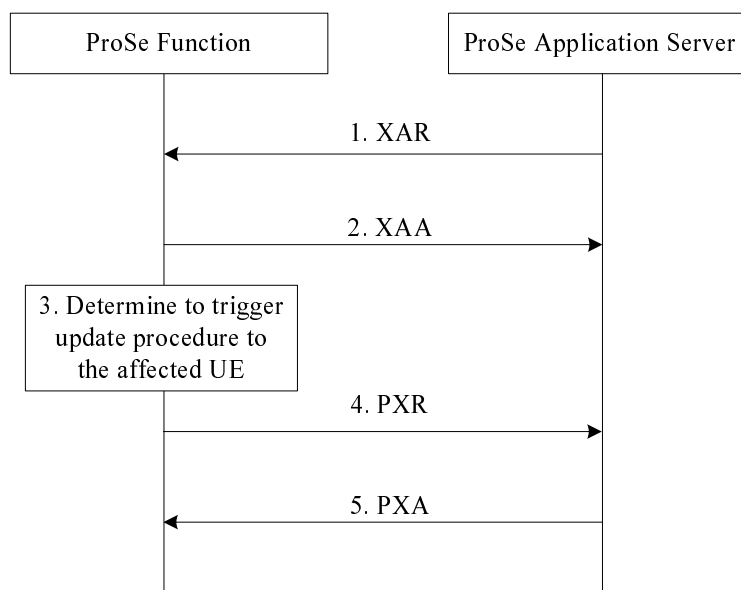 ProSe Function
ProSe Application Server
1. XAR
2. XAA
3. Determine to trigger
update procedure to
the affected UE
4. PXR
5. PXA